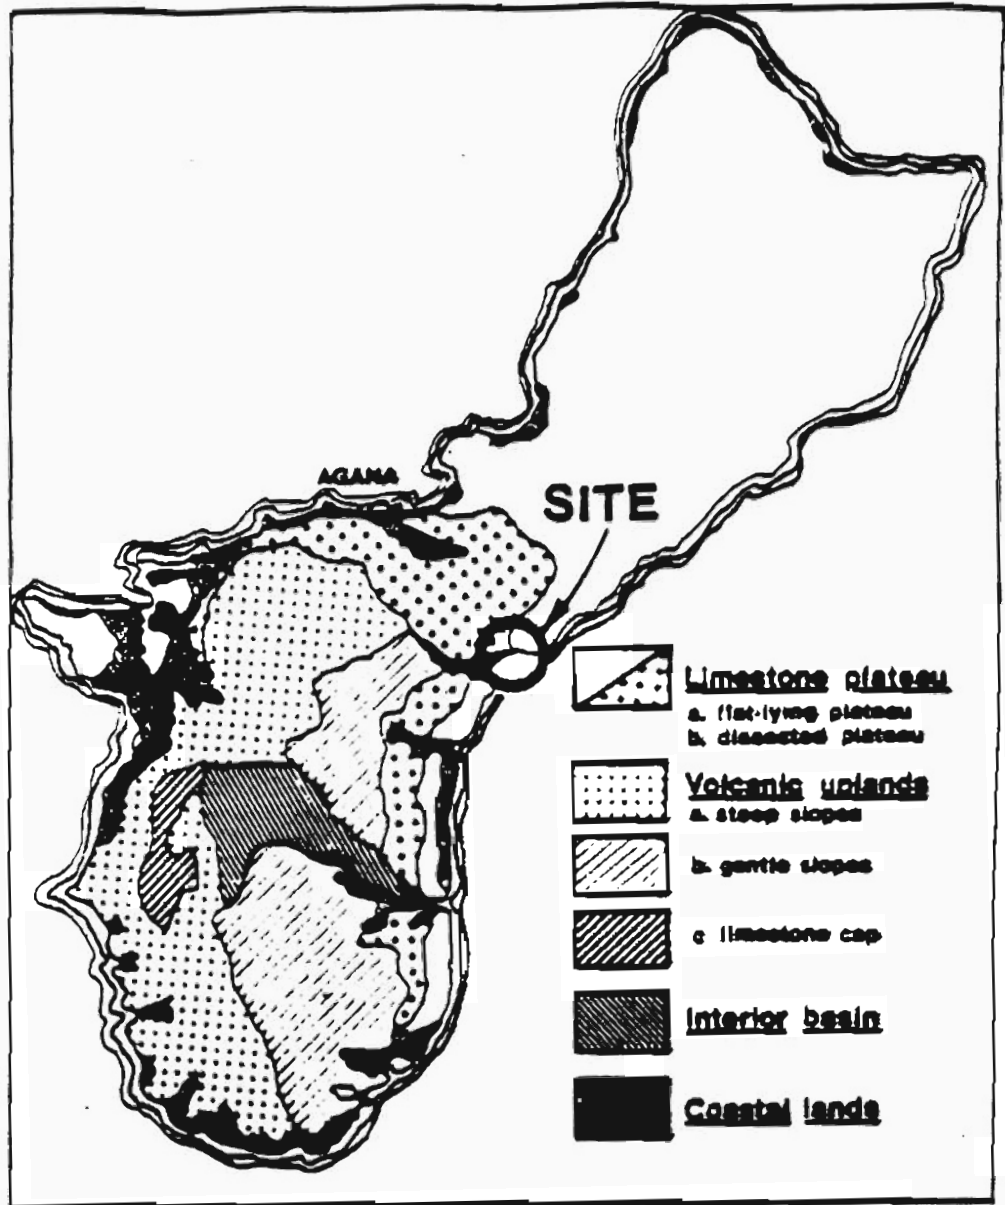 AGANA
SITE
Limestone plateau
a. flat-lying plateau
b. dissected plateau
Volcanic uplands
a. steep slopes
b. gentle slopes
c limestone cap
Interior basin
Coastal lands